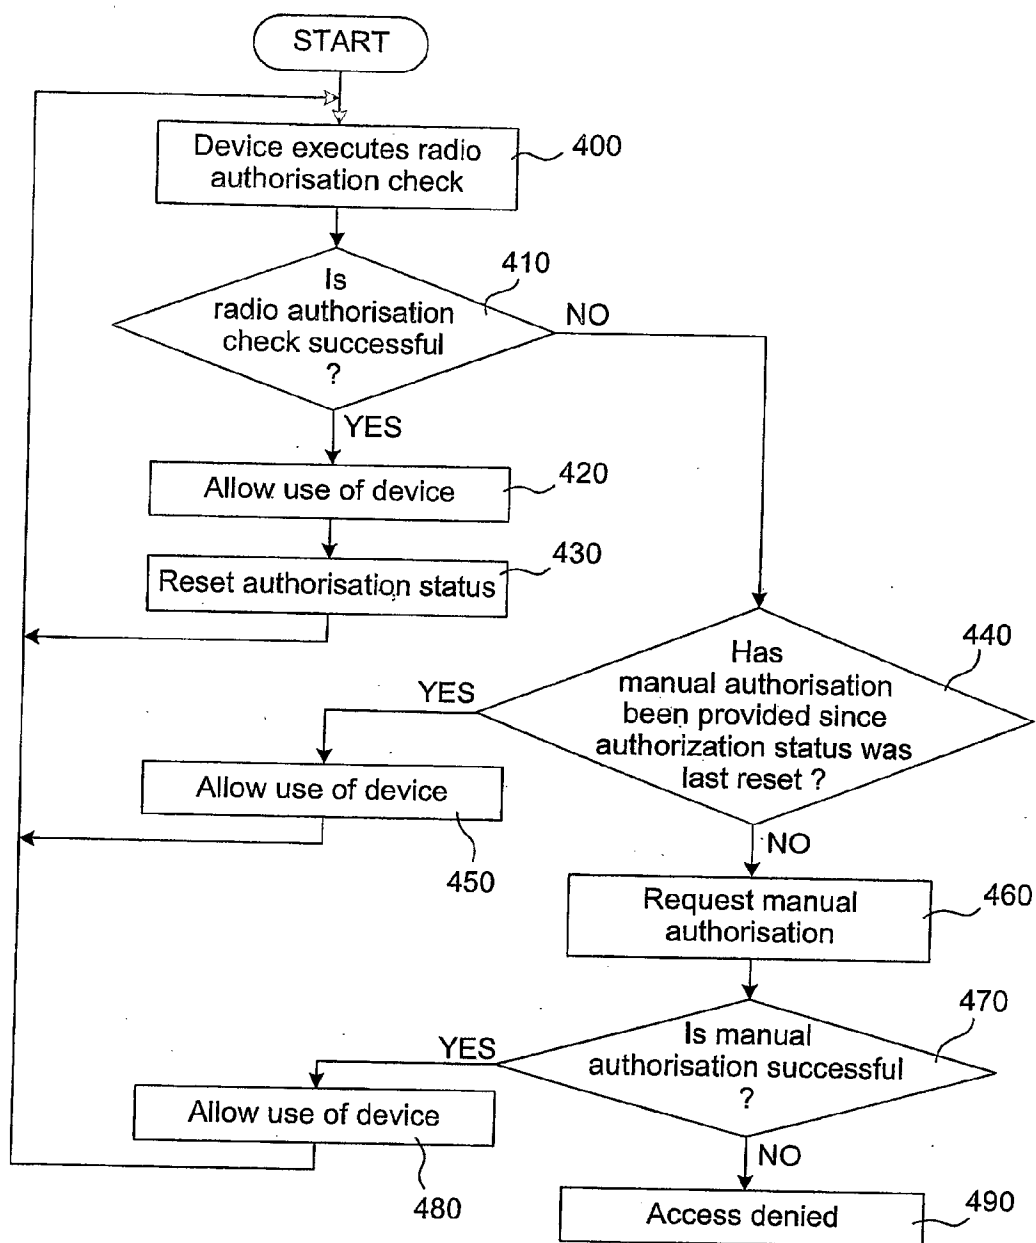 START
Device executes radio
authorisation check
400
Is
radio authorisation
check successful
?
410
NO
YES
Allow use of device
420
Reset authorisation status
430
Has
manual authorisation
been provided since
authorization status was
last reset ?
440
YES
Allow use of device
450
NO
Request manual
authorisation
460
Is manual
authorisation successful
?
470
YES
Allow use of device
480
NO
Access denied
490